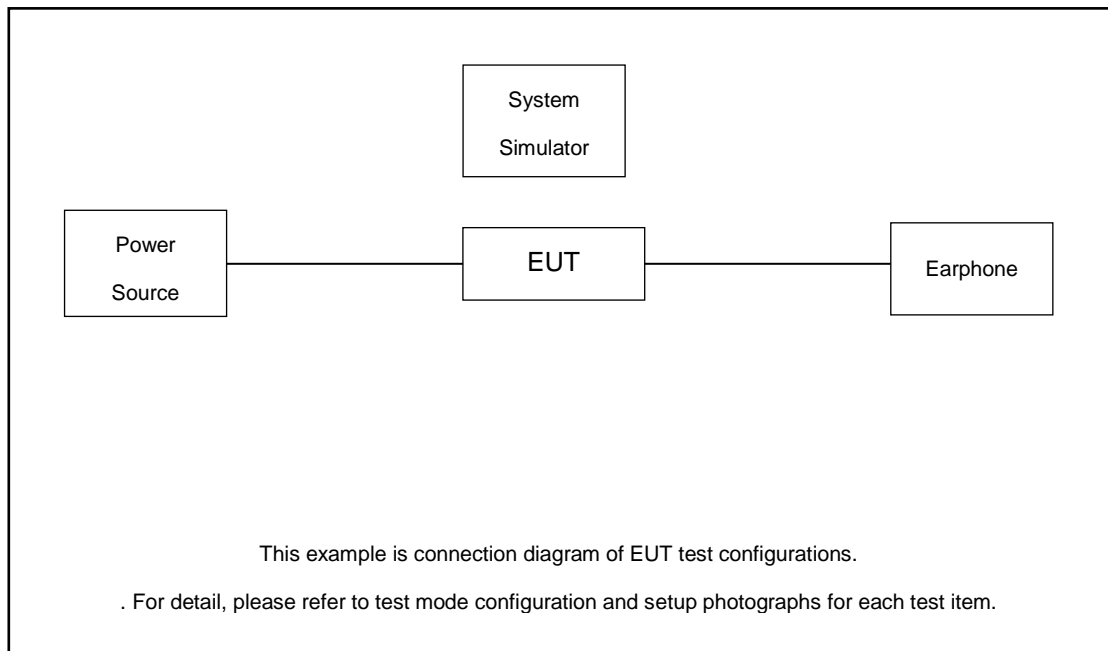 System
Simulator
Power
Source
EUT
Earphone
This example is connection diagram of EUT test configurations.
. For detail, please refer to test mode configuration and setup photographs for each test item.